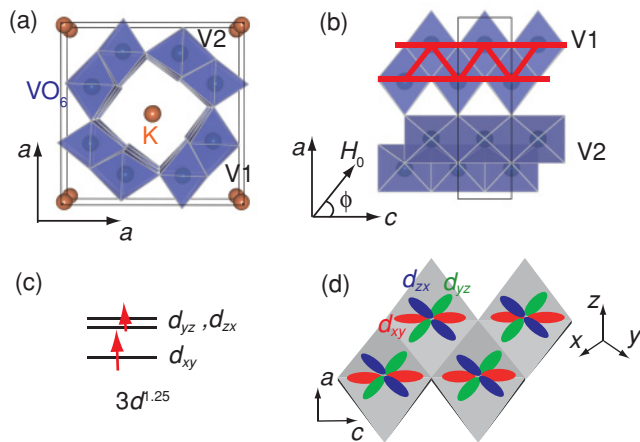 (a)
V2
VO6
K
V1
a
a
(b)
V1
V2
a
H0
ϕ
c
(c)
dyz ,dzx
dxy
3d1.25
(d)
dzx dyz
dxy
a
c
z
x
y